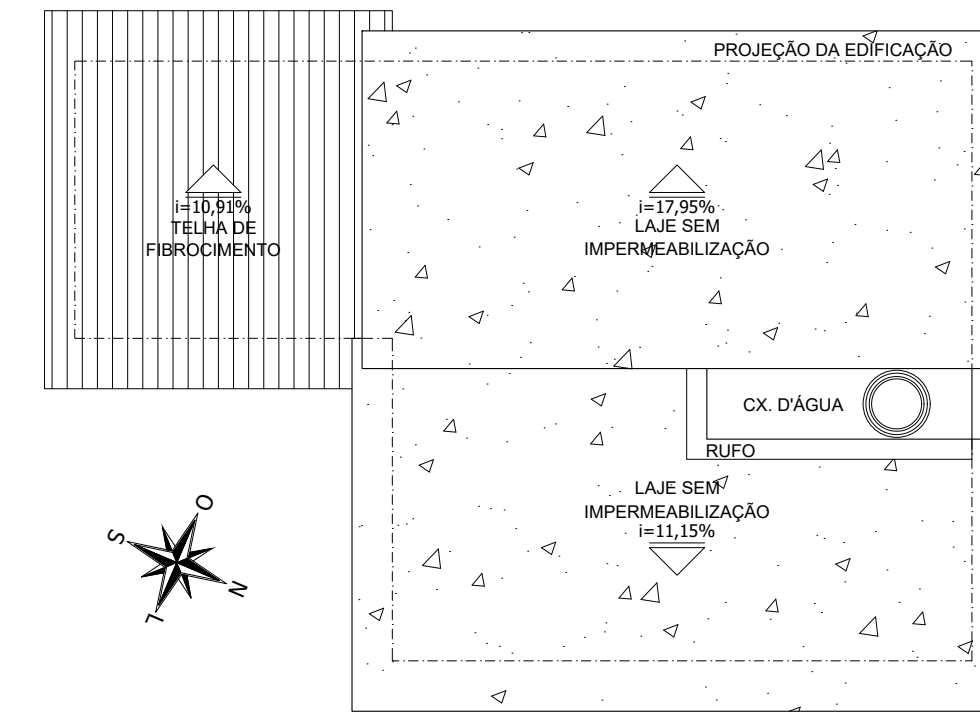 PROJEÇÃO DA EDIFICAÇÃO
i=10,91%
TELHA DE
FIBROCIMENTO
i=17,95%
LAJE SEM
IMPERMEABILIZAÇÃO
CX. D'ÁGUA
RUFO
LAJE SEM
IMPERMEABILIZAÇÃO
i=11,15%
O
S
N
L